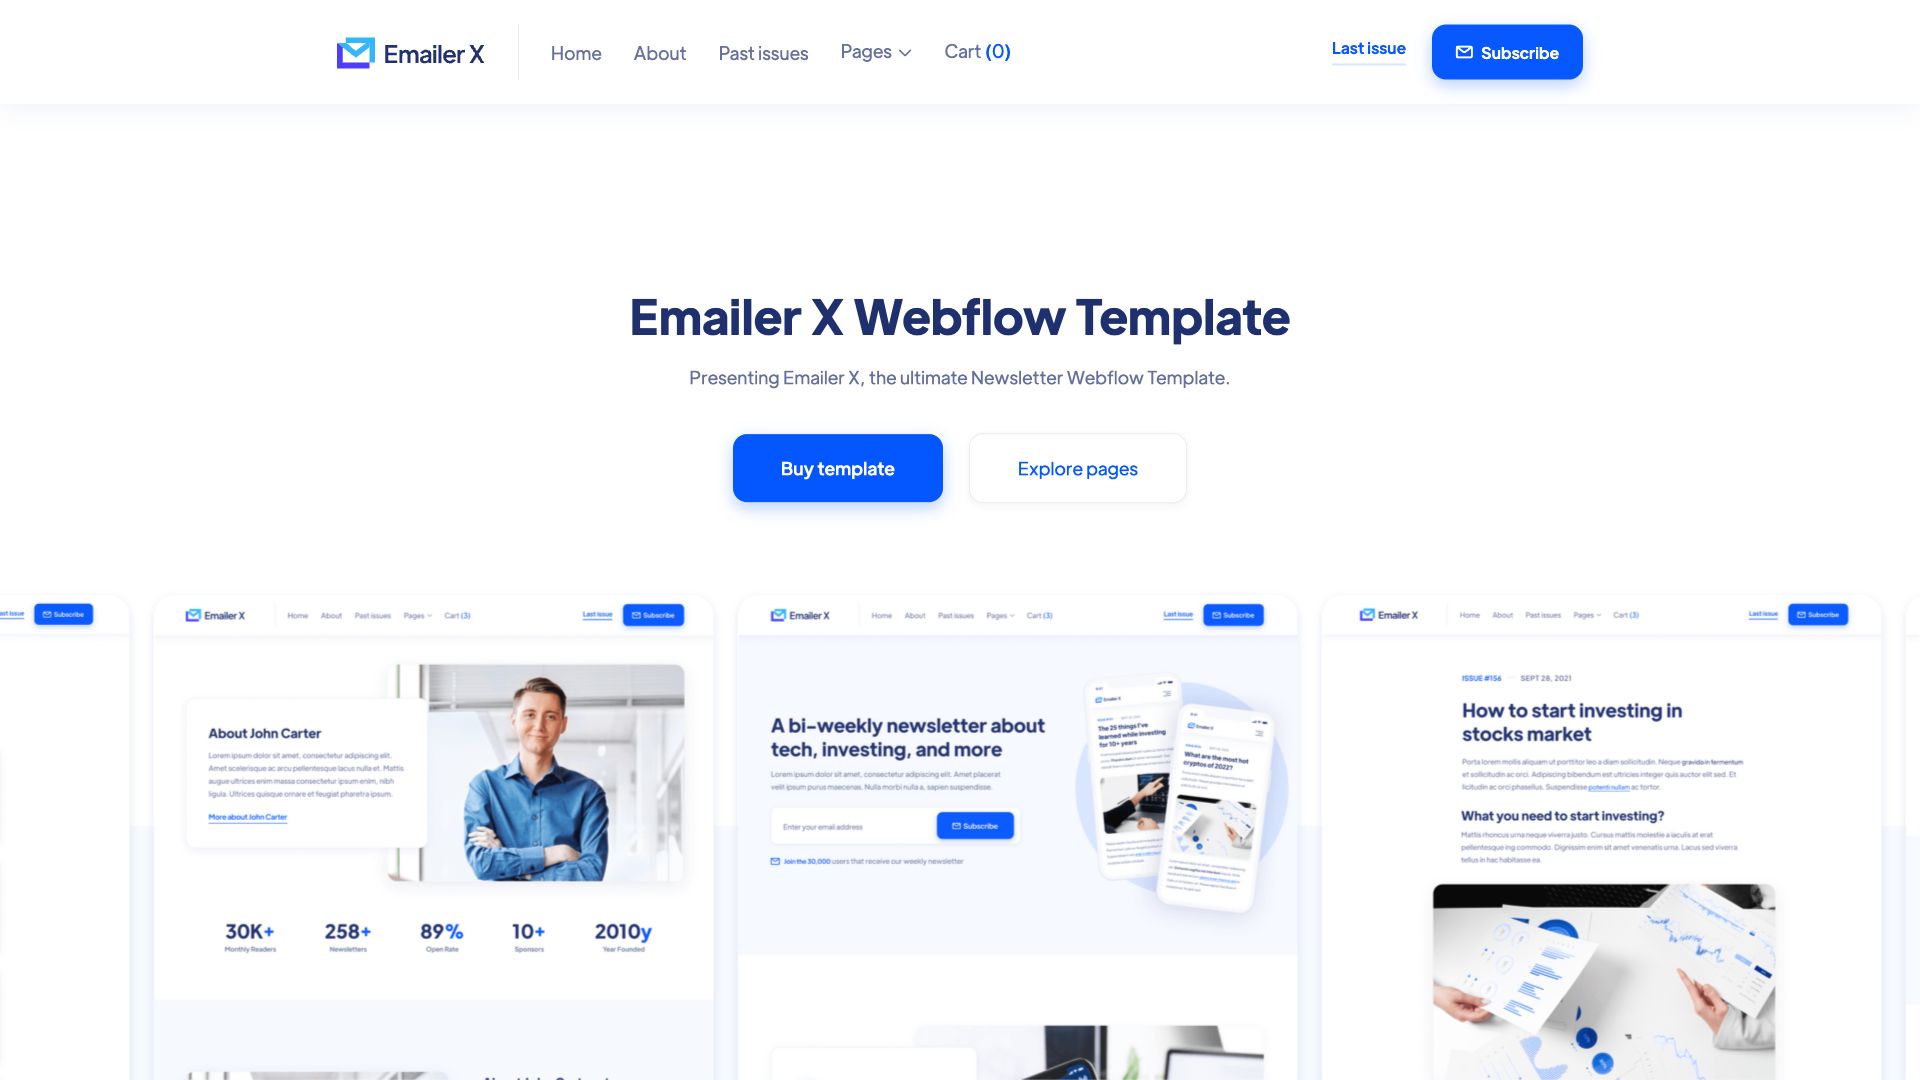 Emailer X
Home
About
Past issues
Pages
Cart (0)
Last issue
Subscribe
Emailer X Webflow Template
Presenting Emailer X, the ultimate Newsletter Webflow Template.
Buy template
Explore pages
Subscribe
Emailer X
Home
About
Past issues
Pages
Cart (3)
Last issue
Subscribe
About John Carter
Lorem ipsum dolor sit amet, consectetur adipiscing elit.
Amet scelerisque ac arcu pellentesque lacus nulla et. Mattis
augue ultrices enim massa consectetur ipsum enim, nibh
ligula. Ultrices quisque ornare et feugiat pharetra ipsum.
More about John Carter
30K+
Monthly Readers
258+
Newsletters
89%
Open Rate
10+
Sponsors
2010y
Year Founded
Emailer X
Home
About
Past issues
Pages
Cart (3)
Last issue
Subscribe
A bi-weekly newsletter about
tech, investing, and more
Lorem ipsum dolor sit amet, consectetur adipiscing elit. Amet placerat
velit ipsum purus maecenas. Nulla morbi nulla a, sapien suspendisse.
Enter your email address
Subscribe
Join the 30,000 users that receive our weekly newsletter
Emailer X
The 25 things I've
learned while investing
for 10+ years
Emailer X
What are the most hot
cryptos of 2022?
Emailer X
Home
About
Past issues
Pages
Cart (3)
Last issue
Subscribe
ISSUE #156
SEPT 28, 2021
How to start investing in
stocks market
Porta lorem mollis aliquam ut porttitor leo a diam sollicitudin. Neque gravida in fermentum
et sollicitudin ac orci. Adipiscing bibendum est ultricies integer quis auctor elit sed. Et
ticidunt ac orci phasellus. Suspendisse potenti nullam ac tortor.
What you need to start investing?
Mattis rhoncus urna neque viverra justo. Cursus mattis molestie a iaculis at erat
pellentesque ing commodo. Dignissim enim sit amet venenatis urna. Lacus sed viverra
tellus in hac habitasse ea.